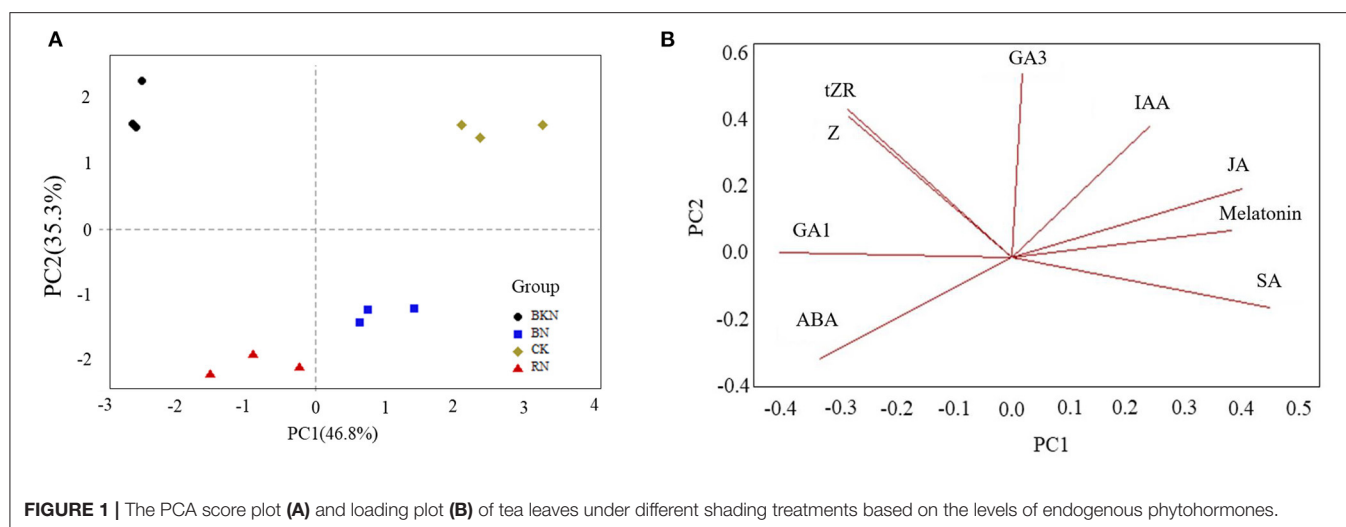 A
PC2(35.3%)
2
1
0
-1
-2
-3
-2
-1
0
1
2
3
4
PC1(46.8%)
Group
BKN
BN
CK
RN
B
PC2
0.6
0.4
0.2
0.0
-0.2
-0.4
-0.4
-0.3
-0.2
-0.1
0.0
0.1
0.2
0.3
0.4
0.5
PC1
GA3
tZR
Z
IAA
JA
Melatonin
GA1
SA
ABA
FIGURE 1 | The PCA score plot (A) and loading plot (B) of tea leaves under different shading treatments based on the levels of endogenous phytohormones.